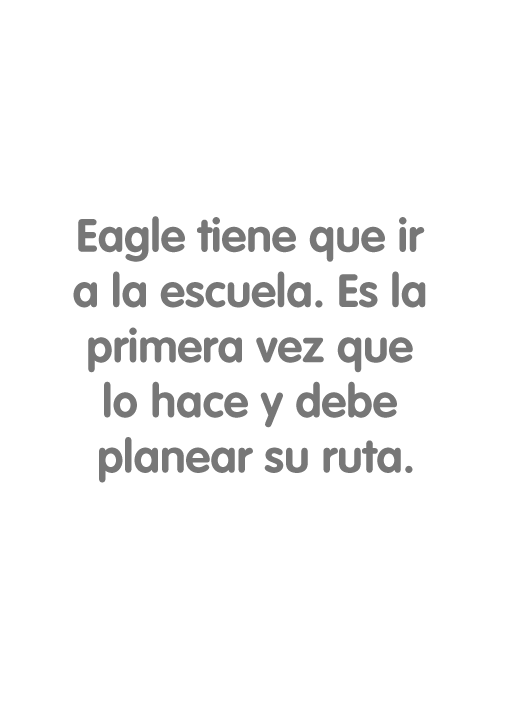 Eagle tiene que ir
a la escuela. Es la
primera vez que
lo hace y debe
planear su ruta.